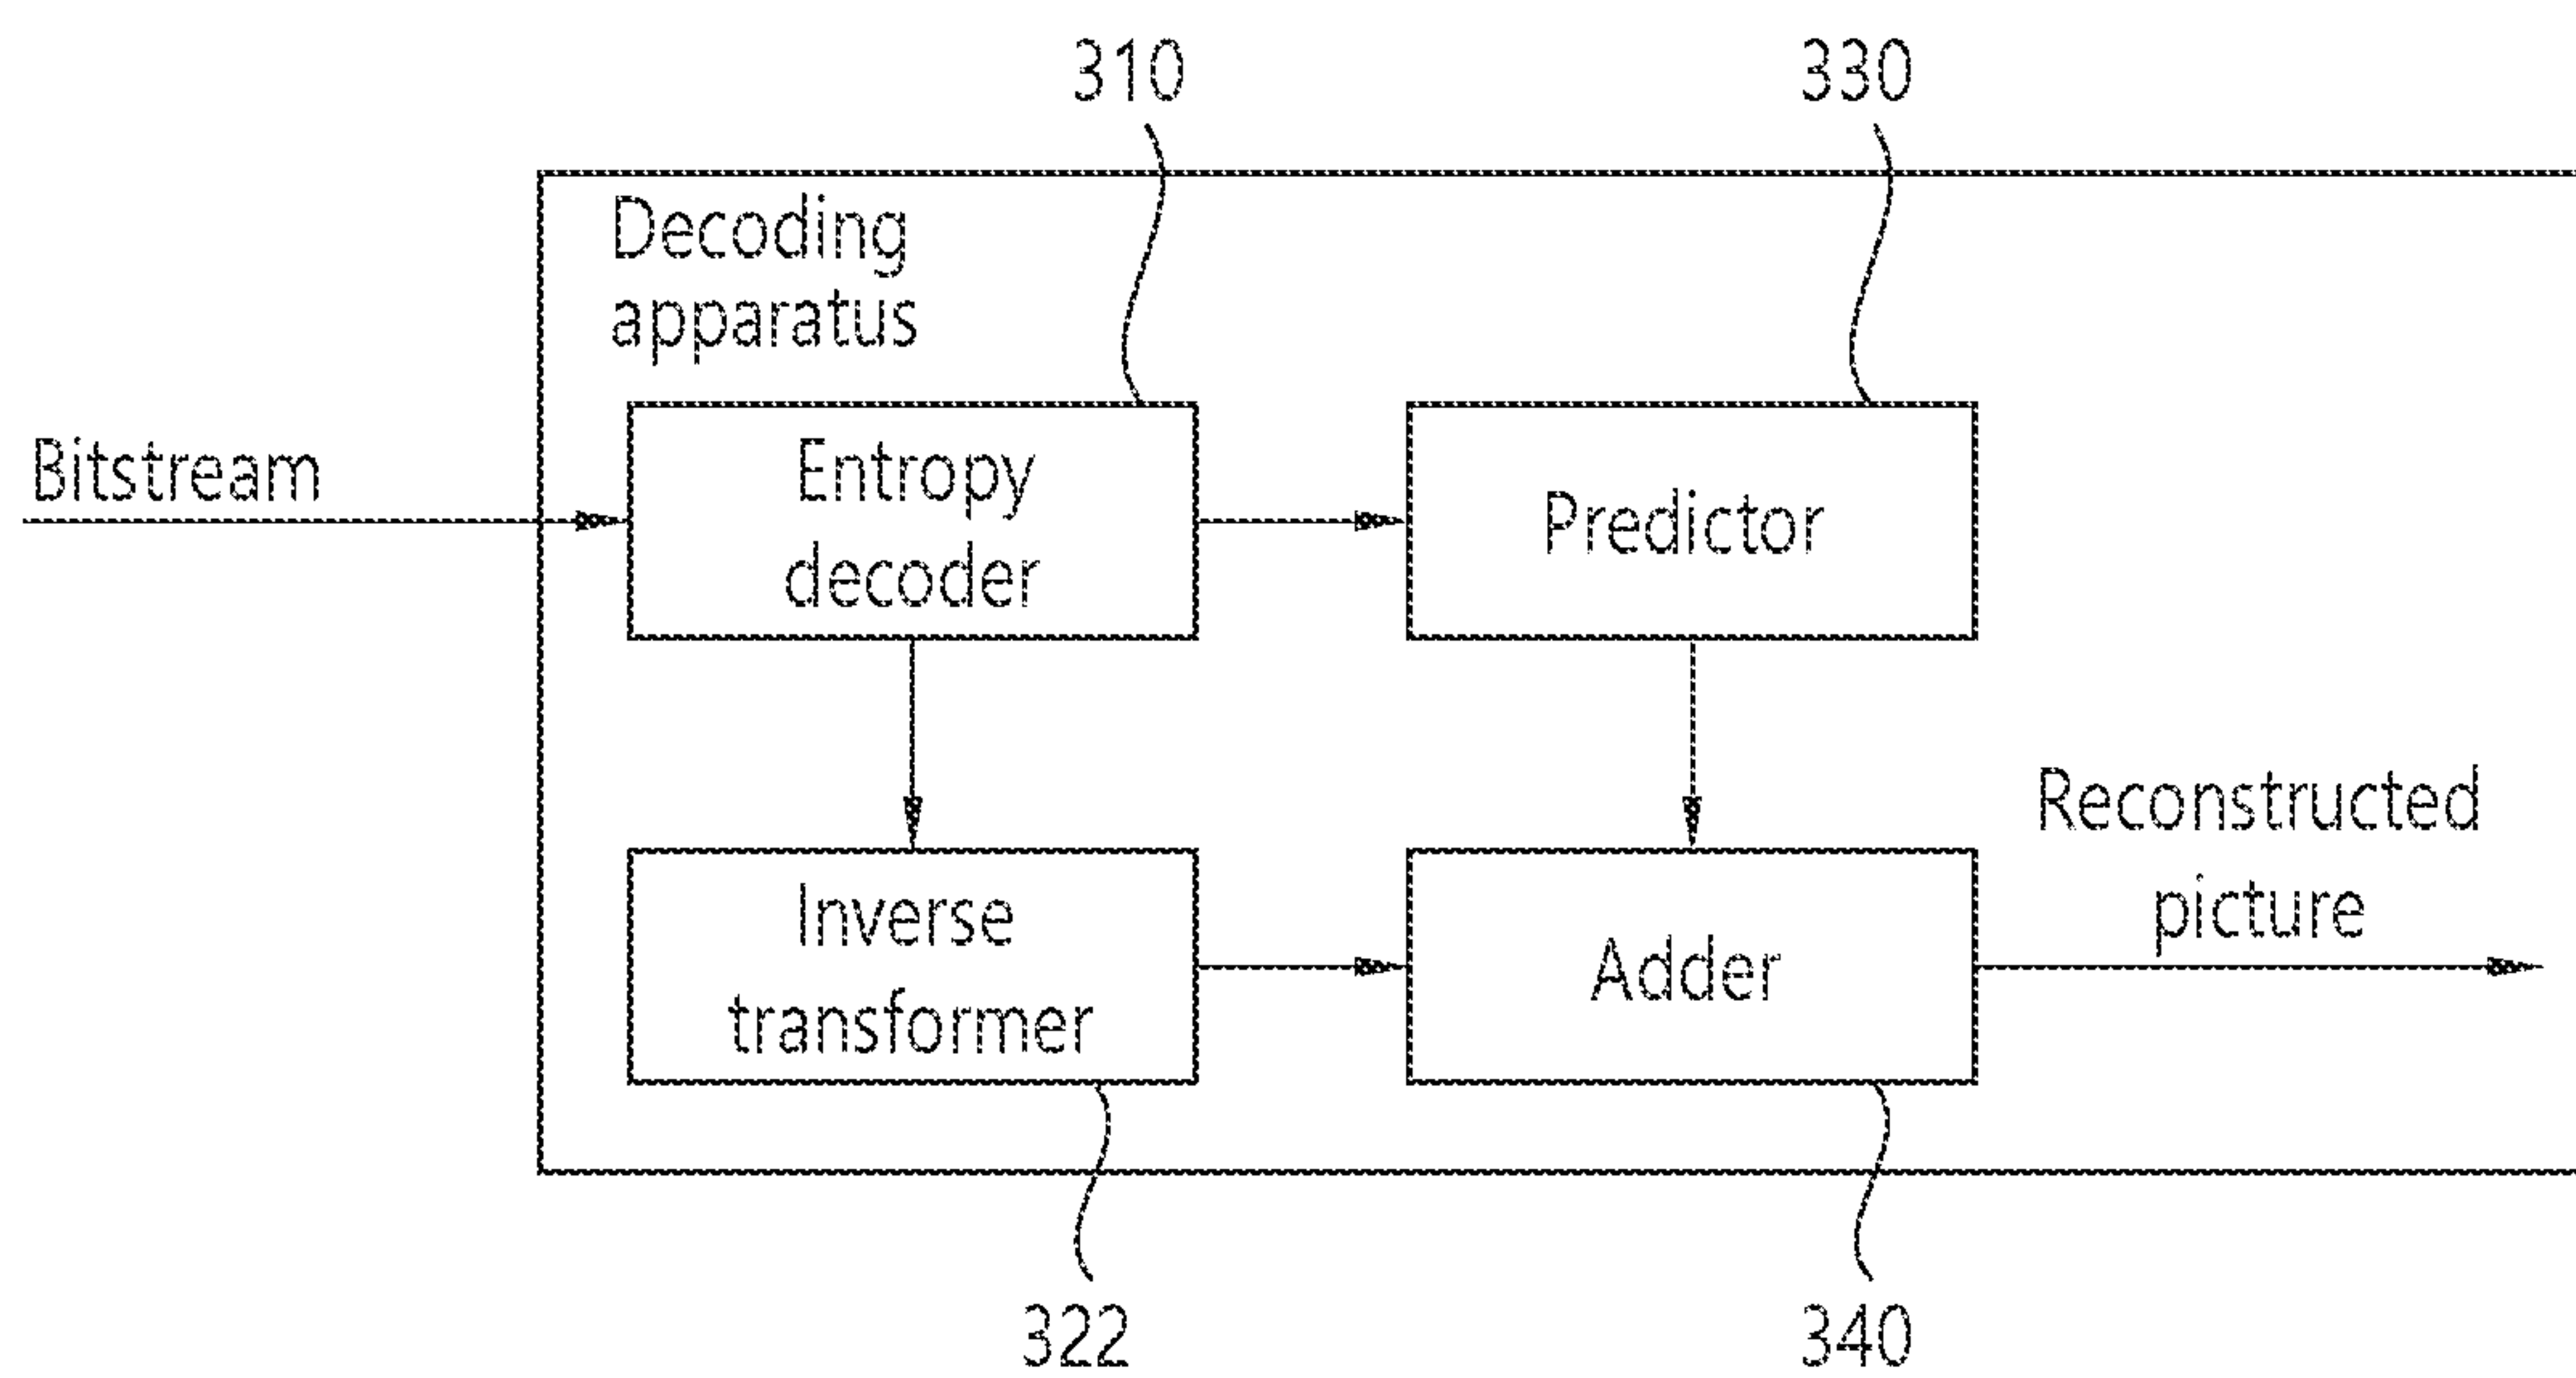 310
330
Decoding
apparatus
Bitstream
Entropy
decoder
Predictor
Inverse
transformer
Adder
Reconstructed
picture
322
340